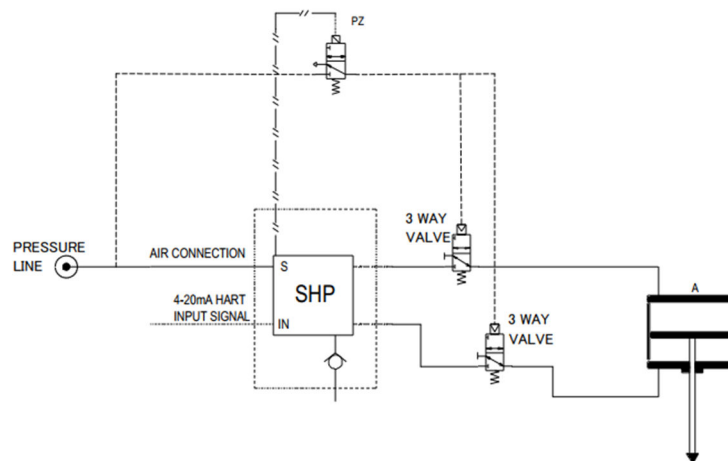 PZ
3 WAY
VALVE
PRESSURE
LINE
AIR CONNECTION
S
SHP
A
4-20mA HART
INPUT SIGNAL
IN
3 WAY
VALVE